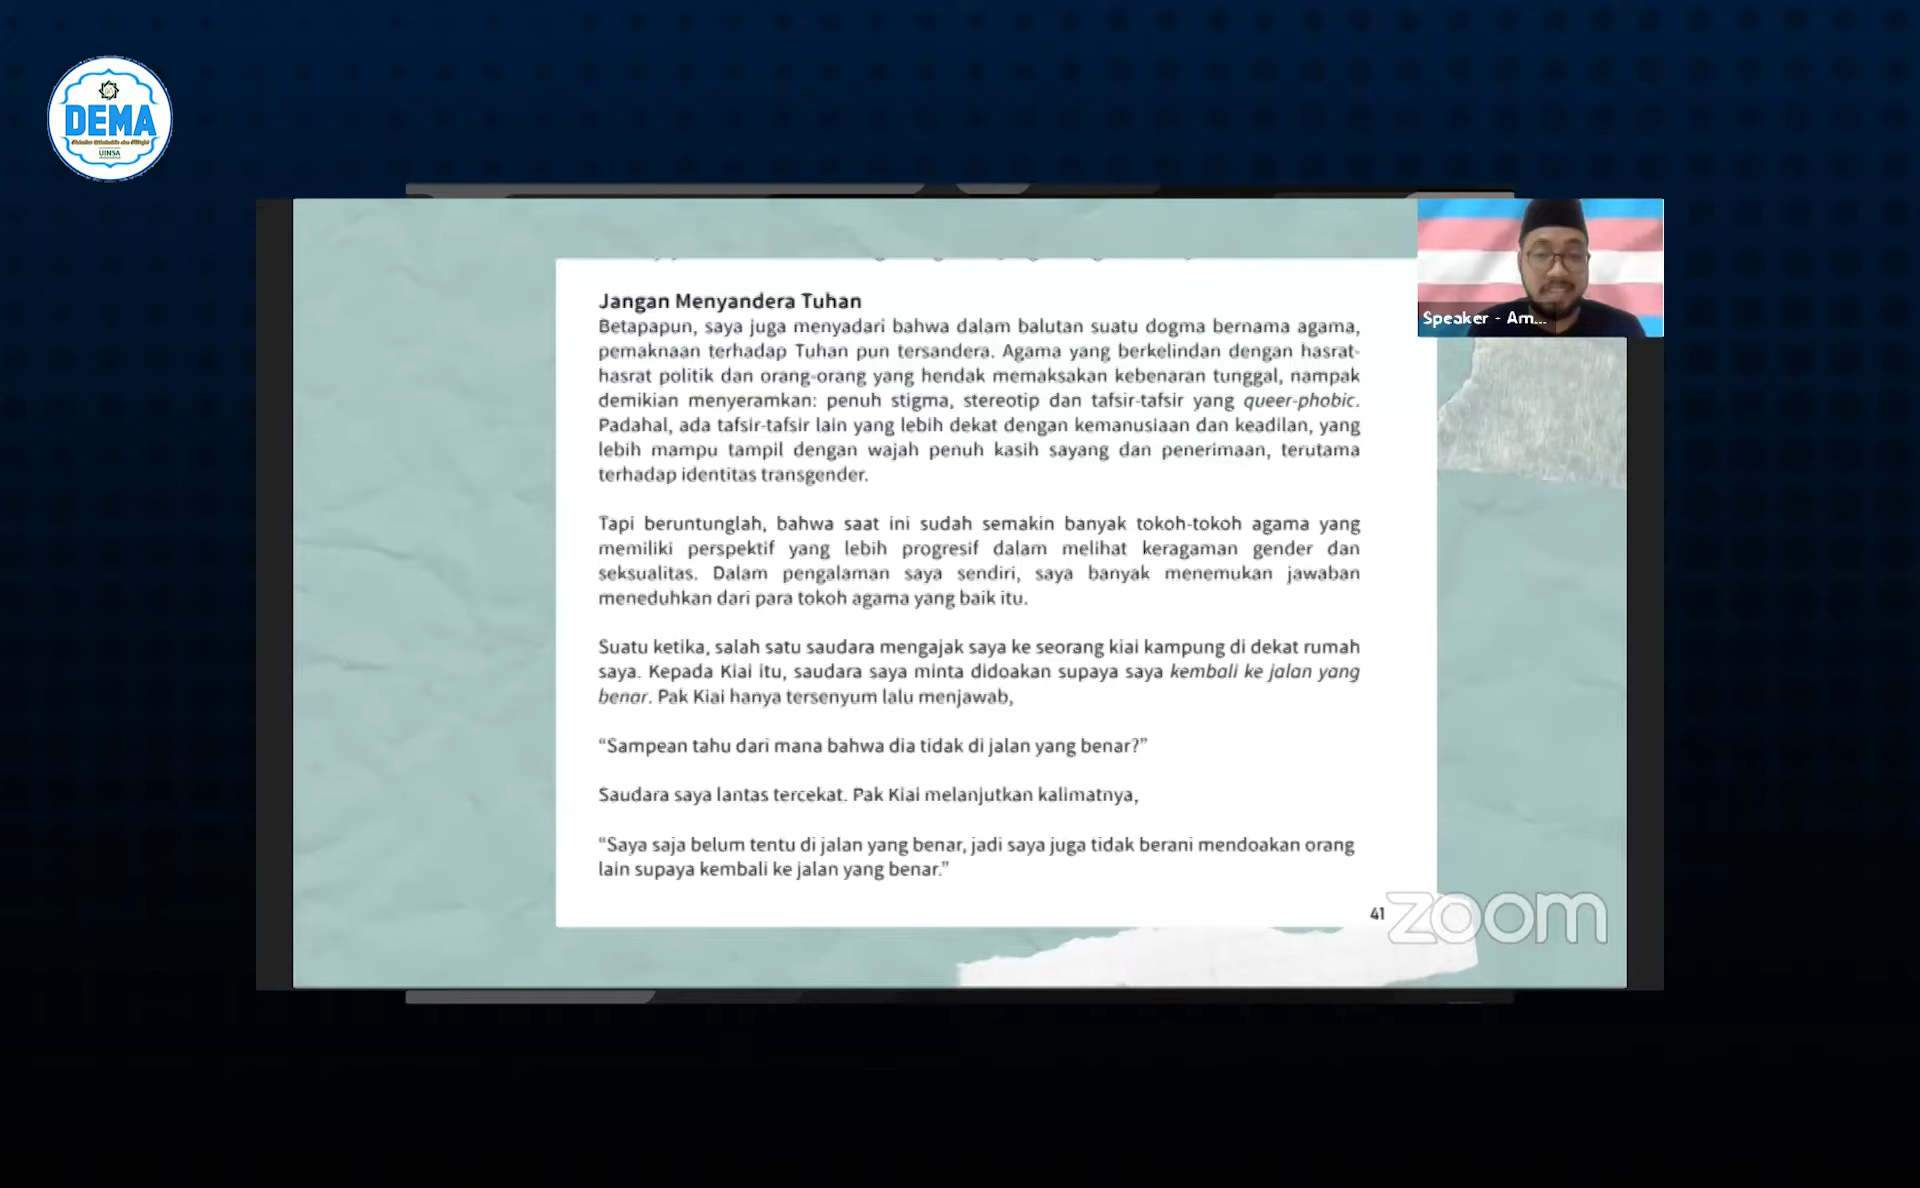 DEMA
UINSA
Speaker - Am...
Jangan Menyandera Tuhan
Betapapun, saya juga menyadari bahwa dalam balutan suatu dogma bernama agama,
pemaknaan terhadap Tuhan pun tersandera. Agama yang berkelindan dengan hasrat-
hasrat politik dan orang-orang yang hendak memaksakan kebenaran tunggal, nampak
demikian menyeramkan: penuh stigma, stereotip dan tafsir-tafsir yang queer-phobic.
Padahal, ada tafsir-tafsir lain yang lebih dekat dengan kemanusiaan dan keadilan, yang
lebih mampu tampil dengan wajah penuh kasih sayang dan penerimaan, terutama
terhadap identitas transgender.
Tapi beruntunglah, bahwa saat ini sudah semakin banyak tokoh-tokoh agama yang
memiliki perspektif yang lebih progresif dalam melihat keragaman gender dan
seksualitas. Dalam pengalaman saya sendiri, saya banyak menemukan jawaban
meneduhkan dari para tokoh agama yang baik itu.
Suatu ketika, salah satu saudara mengajak saya ke seorang kiai kampung di dekat rumah
saya. Kepada Kiai itu, saudara saya minta didoakan supaya saya kembali ke jalan yang
benar. Pak Kiai hanya tersenyum lalu menjawab,
“Sampean tahu dari mana bahwa dia tidak di jalan yang benar?”
Saudara saya lantas tercekat. Pak Kiai melanjutkan kalimatnya,
“Saya saja belum tentu di jalan yang benar, jadi saya juga tidak berani mendoakan orang
lain supaya kembali ke jalan yang benar.”
41
zoom